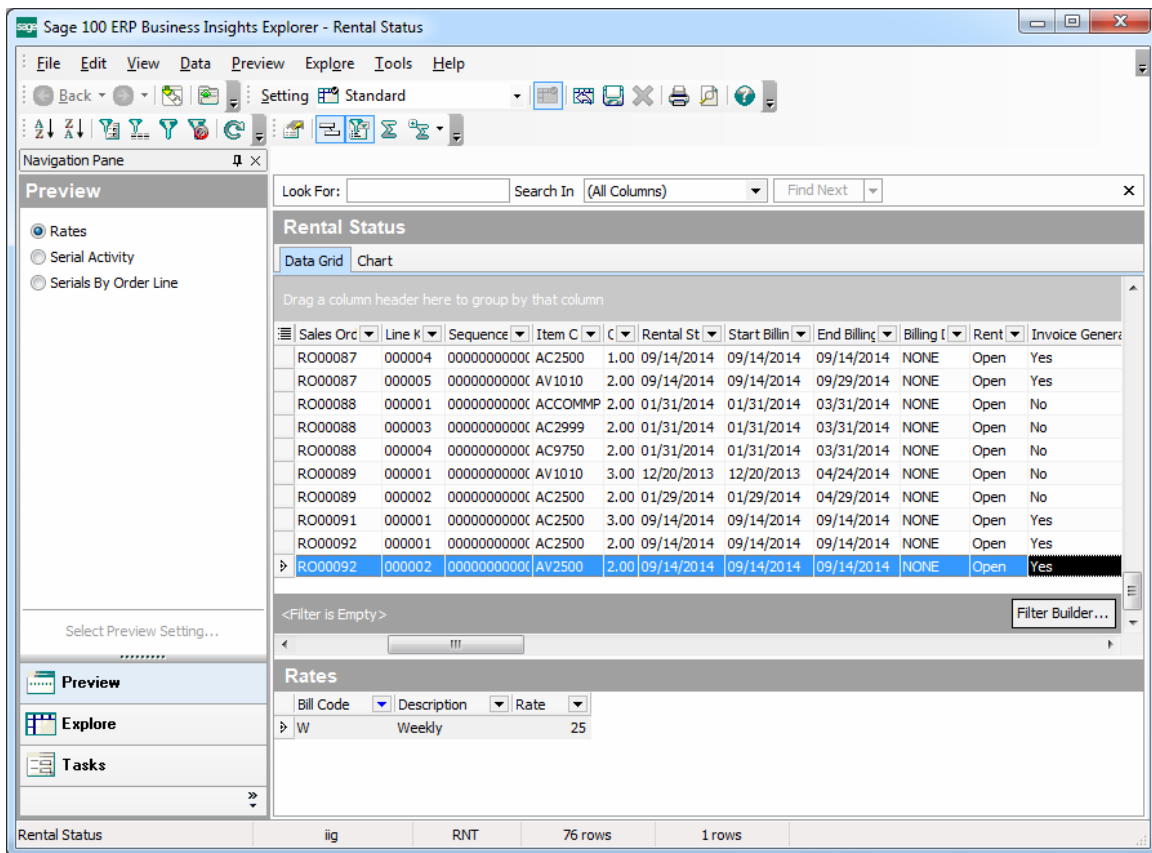 sage Sage 100 ERP Business Insights Explorer - Rental Status
File Edit View Data Preview Explore Tools Help
Back Setting Standard
Navigation Pane
Preview
Rates
Serial Activity
Serials By Order Line
Select Preview Setting...
Preview
Explore
Tasks
Look For: Search In (All Columns) Find Next
Rental Status
Data Grid Chart
Drag a column header here to group by that column
Sales Ord Line K Sequence Item C C Rental St Start Billin End Billing Billing D Rent Invoice Genera
RO00087 000004 00000000000 AC2500 1.00 09/14/2014 09/14/2014 09/14/2014 NONE Open Yes
RO00087 000005 00000000000 AV1010 2.00 09/14/2014 09/14/2014 09/29/2014 NONE Open Yes
RO00088 000001 00000000000 ACCOMMP 2.00 01/31/2014 01/31/2014 03/31/2014 NONE Open No
RO00088 000003 00000000000 AC2999 2.00 01/31/2014 01/31/2014 03/31/2014 NONE Open No
RO00088 000004 00000000000 AC9750 2.00 01/31/2014 01/31/2014 03/31/2014 NONE Open No
RO00089 000001 00000000000 AV1010 3.00 12/20/2013 12/20/2013 04/24/2014 NONE Open No
RO00089 000002 00000000000 AC2500 2.00 01/29/2014 01/29/2014 04/29/2014 NONE Open No
RO00091 000001 00000000000 AC2500 3.00 09/14/2014 09/14/2014 09/14/2014 NONE Open Yes
RO00092 000001 00000000000 AC2500 2.00 09/14/2014 09/14/2014 09/14/2014 NONE Open Yes
RO00092 000002 00000000000 AV2500 2.00 09/14/2014 09/14/2014 09/14/2014 NONE Open Yes
<Filter is Empty> Filter Builder...
Rates
Bill Code Description Rate
W Weekly 25
Rental Status iig RNT 76 rows 1 rows